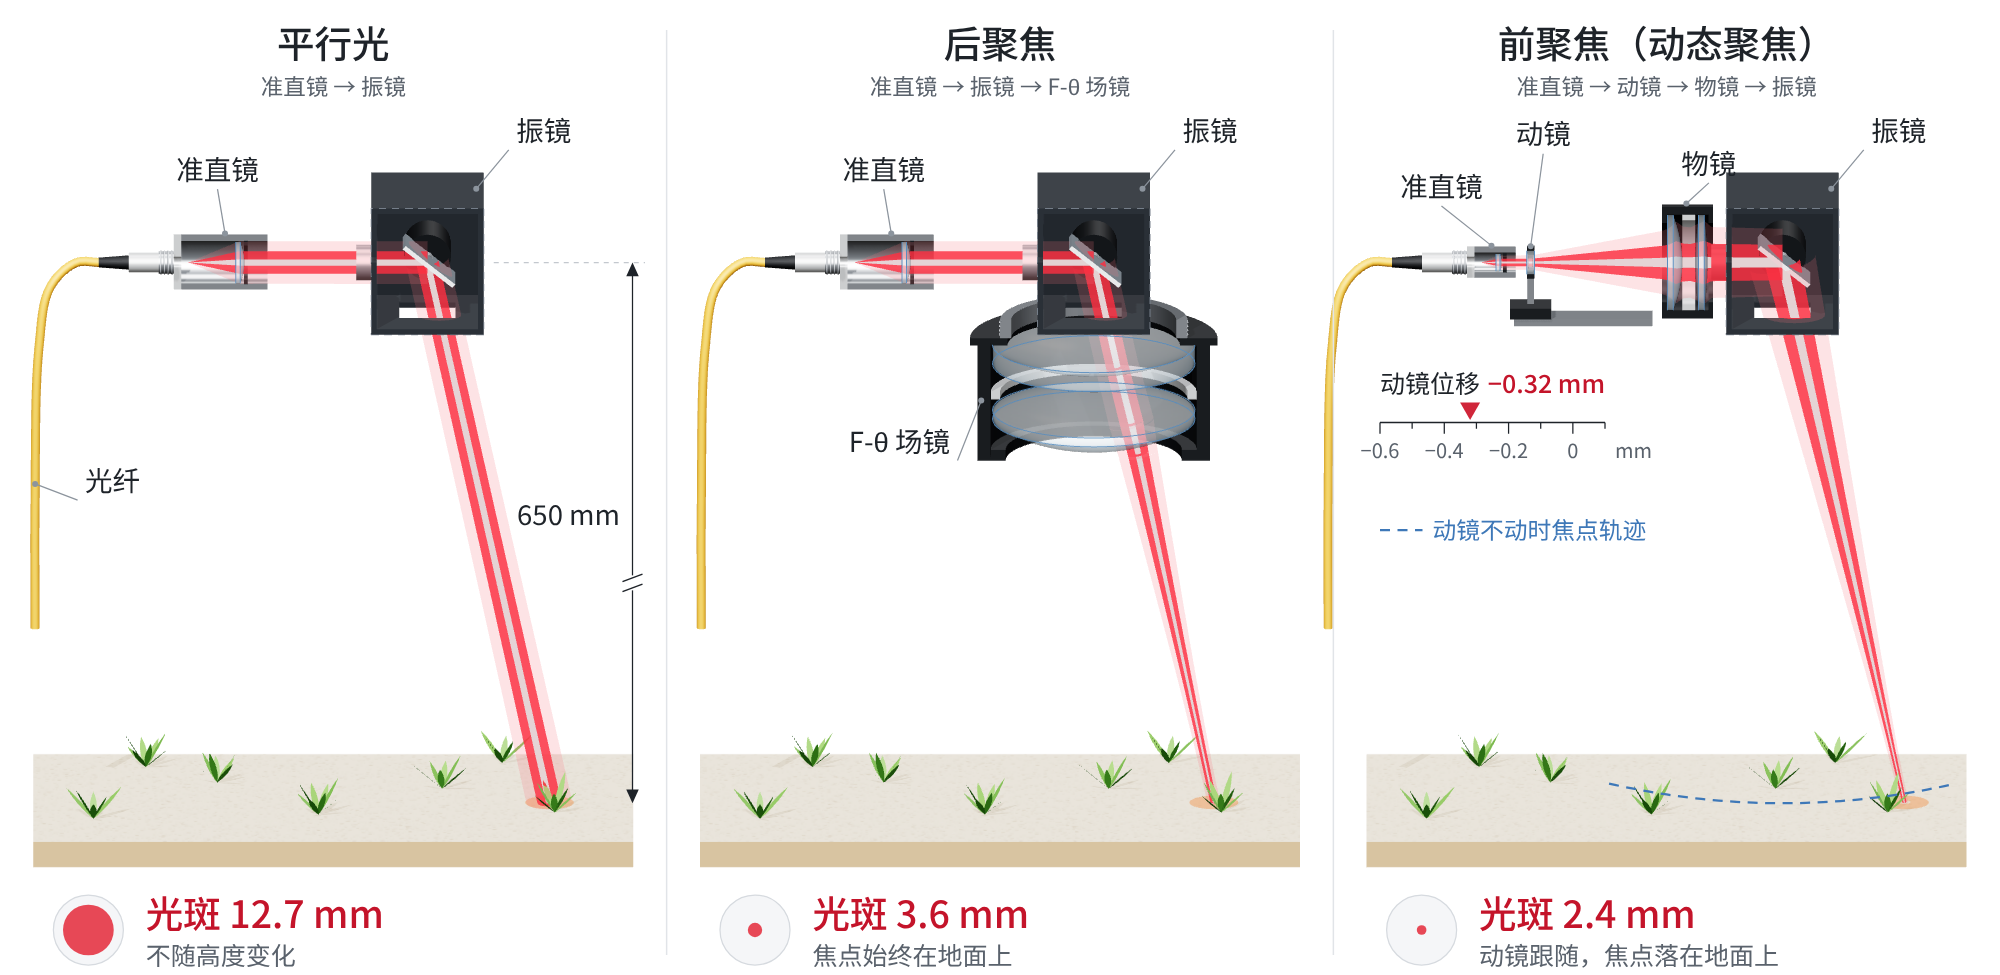 平行光
准直镜 → 振镜
振镜
准直镜
光纤
650 mm
光斑 12.7 mm
不随高度变化
后聚焦
准直镜 → 振镜 → F-θ 场镜
振镜
准直镜
F-θ 场镜
光斑 3.6 mm
焦点始终在地面上
前聚焦（动态聚焦）
准直镜 → 动镜 → 物镜 → 振镜
动镜
振镜
物镜
准直镜
动镜位移 −0.32 mm
−0.6 −0.4 −0.2 0 mm
动镜不动时焦点轨迹
光斑 2.4 mm
动镜跟随，焦点落在地面上